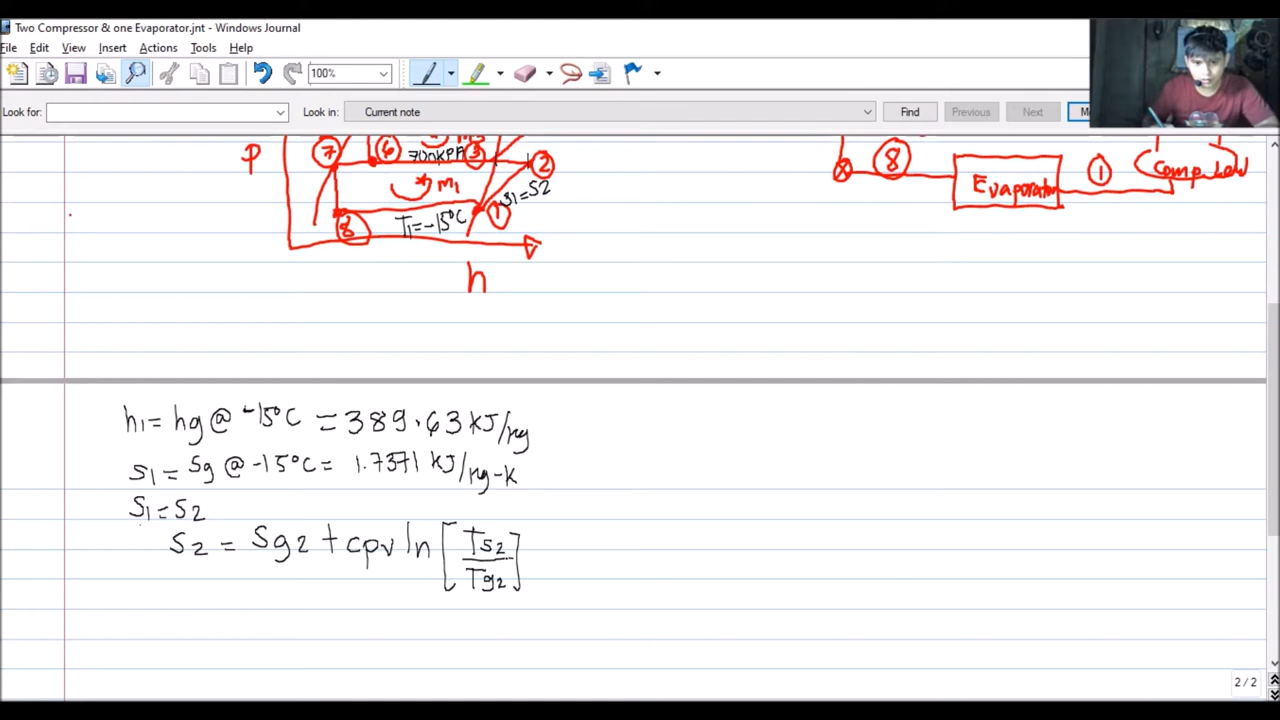 Two Compressor & one Evaporator.jnt - Windows Journal
File Edit View Insert Actions Tools Help
100%
Look for: Look in: Current note Find Previous Next
P 7 6 700KPA 3 2
m1 S1=S2
8 T1=-15°C 1
h
8 Evaporator 1
h1 = hg @ -15°C = 389.63 KJ/kg
S1 = Sg @ -15°C = 1.7371 KJ/kg-K
S1 = S2
S2 = Sg2 + cpv ln [Ts2/Tg2]
2 / 2